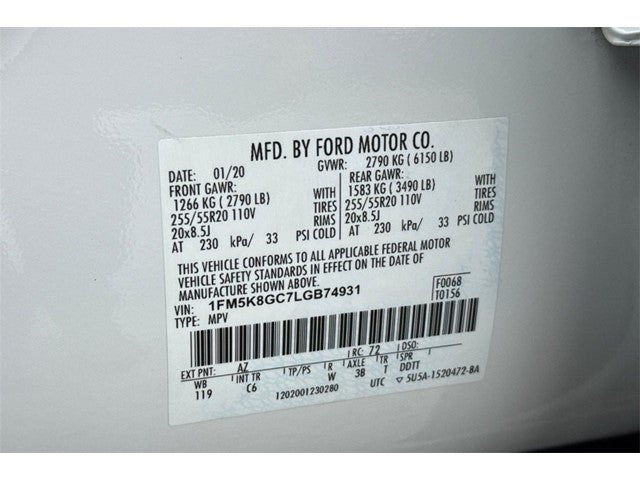 MFD. BY FORD MOTOR CO.
DATE: 01/20 GVWR: 2790 KG ( 6150 LB)
FRONT GAWR: REAR GAWR:
1266 KG ( 2790 LB) WITH 1583 KG ( 3490 LB) WITH
255/55R20 110V TIRES 255/55R20 110V TIRES
20x8.5J RIMS 20x8.5J RIMS
AT 230 kPa/ 33 PSI COLD AT 230 kPa/ 33 PSI COLD
THIS VEHICLE CONFORMS TO ALL APPLICABLE FEDERAL MOTOR
VEHICLE SAFETY STANDARDS IN EFFECT ON THE DATE OF
MANUFACTURE SHOWN ABOVE.
VIN: 1FM5K8GC7LGB74931 F0068
TYPE: MPV T0156
EXT PNT: AZ RC: 72 DSO:
WB INT TR TP/PS R AXLE TR SPR
119 C6 W 3B T DDTT
1202001230280 UTC 5U5A-1520472-BA